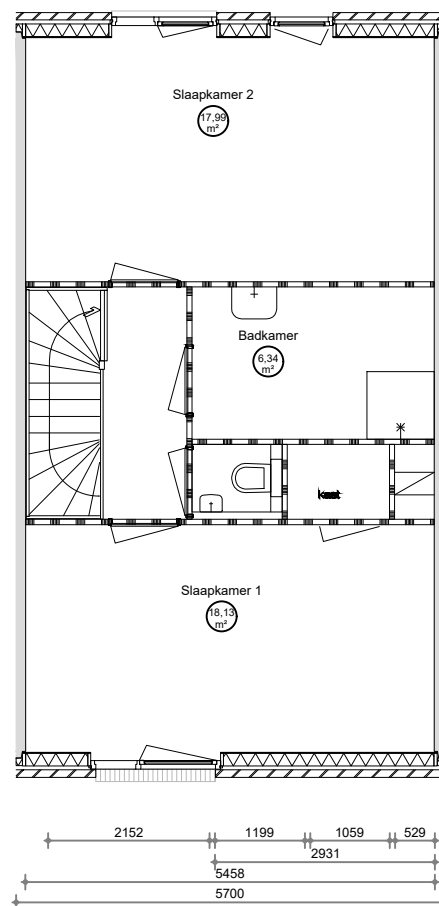 Slaapkamer 2
17,99
m²
Badkamer
6,34
m²
kast
Slaapkamer 1
18,13
m²
2152 1199 1059 529
2931
5458
5700